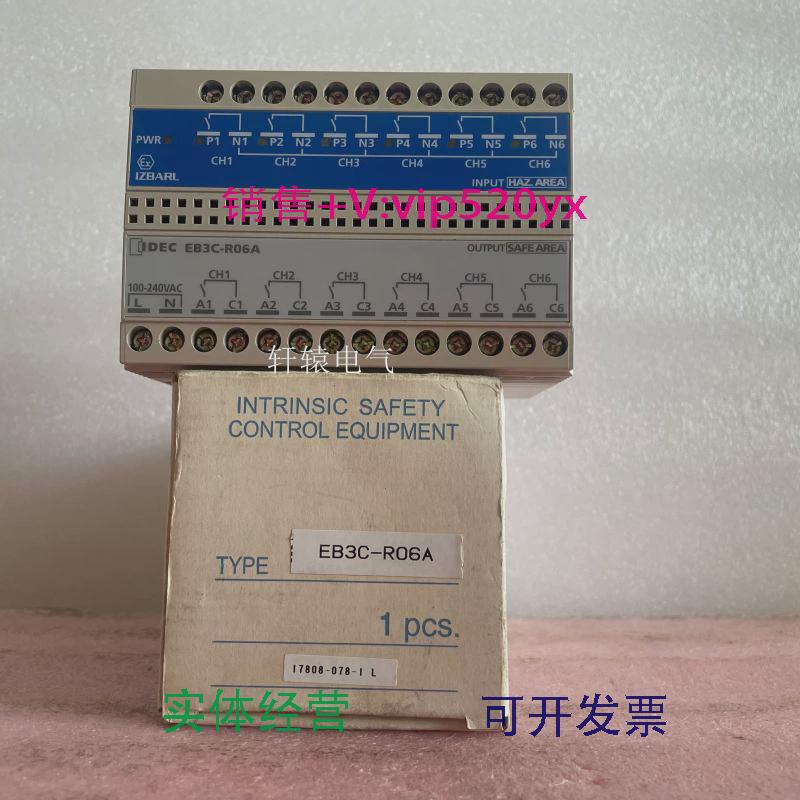 PWR P1 N1 P2 N2 P3 N3 P4 N4 P5 N5 P6 N6
CH1 CH2 CH3 CH4 CH5 CH6
Ex
IZBARL
INPUT HAZ. AREA
销售+V:vip520yx
IDEC EB3C-R06A
OUTPUT SAFE AREA
CH1 CH2 CH3 CH4 CH5 CH6
100-240VAC
L N A1 C1 A2 C2 A3 C3 A4 C4 A5 C5 A6 C6
轩辕电气
INTRINSIC SAFETY
CONTROL EQUIPMENT
TYPE EB3C-R06A
1 pcs.
I7808-078-I L
实体经营
可开发票